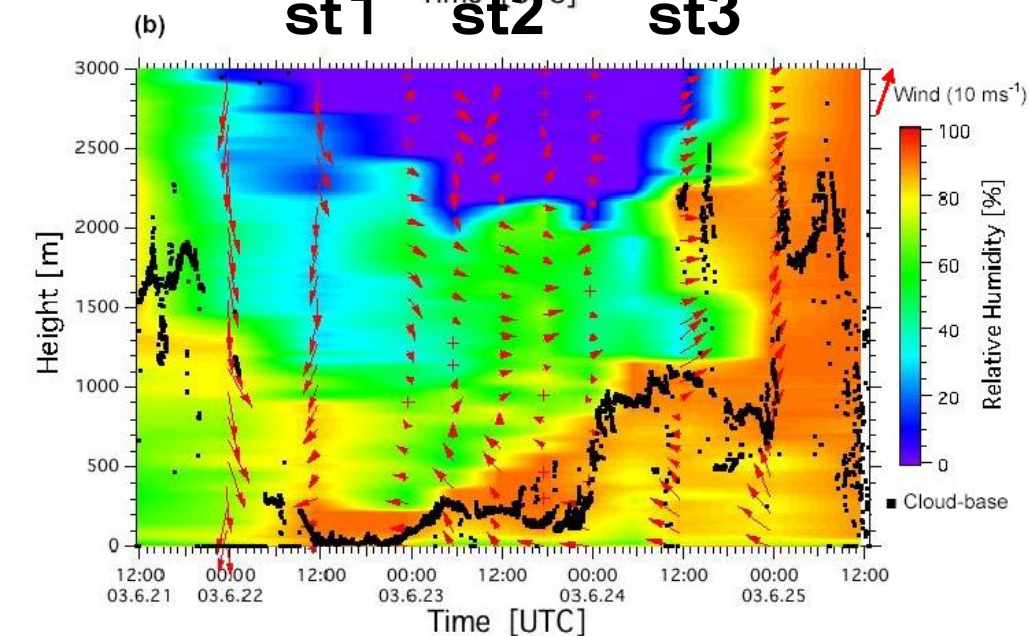 st1 st2 st3
(b)
3000
2500
2000
1500
1000
500
0
Height [m]
12:00 00:00 12:00 00:00 12:00 00:00 12:00 00:00 12:00
03.6.21 03.6.22 03.6.23 03.6.24 03.6.25
Time [UTC]
Wind (10 ms⁻¹)
100
80
60
40
20
0
Relative Humidity [%]
Cloud-base